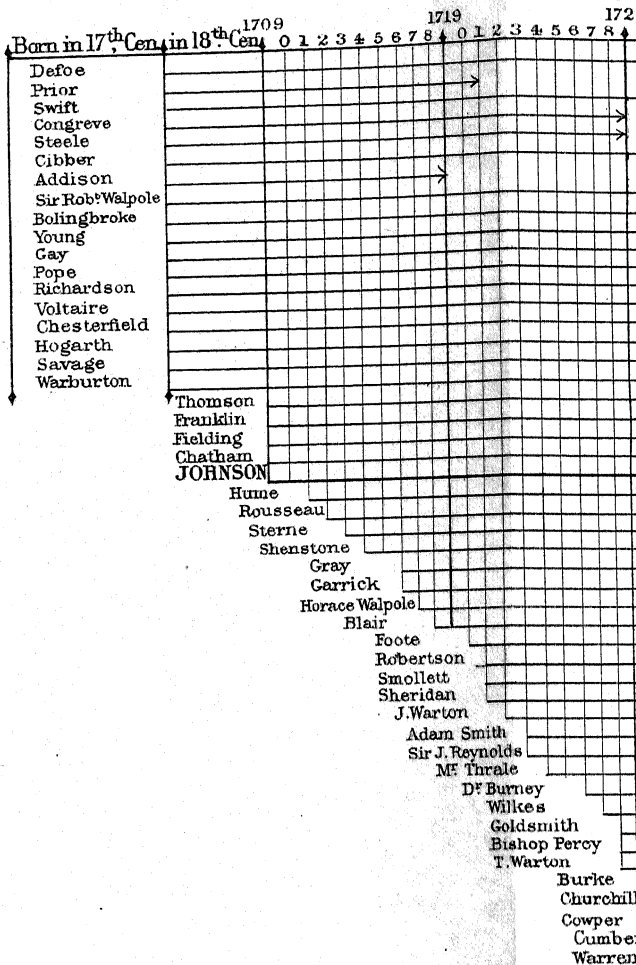 1709 1719 172
Born in 17th, Cen. in 18th. Cen. 0 1 2 3 4 5 6 7 8 0 1 2 3 4 5 6 7 8
Defoe
Prior
Swift
Congreve
Steele
Cibber
Addison
Sir Robt. Walpole
Bolingbroke
Young
Gay
Pope
Richardson
Voltaire
Chesterfield
Hogarth
Savage
Warburton
Thomson
Franklin
Fielding
Chatham
JOHNSON
Hume
Rousseau
Sterne
Shenstone
Gray
Garrick
Horace Walpole
Blair
Foote
Robertson
Smollett
Sheridan
J. Warton
Adam Smith
Sir J. Reynolds
Mr. Thrale
Dr. Burney
Wilkes
Goldsmith
Bishop Percy
T. Warton
Burke
Churchill
Cowper
Cumber
Warren